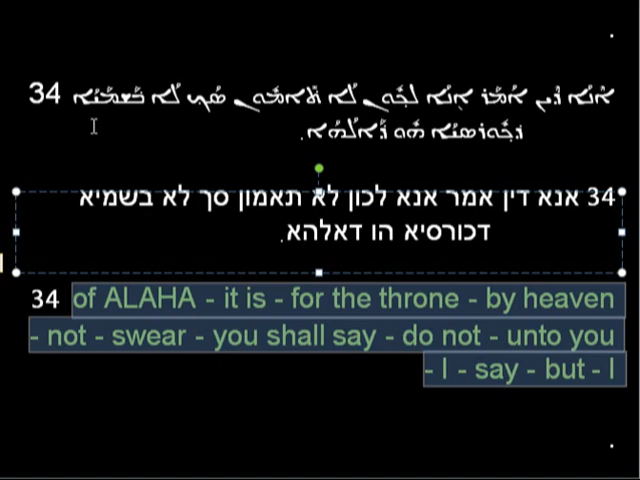 34 ܐܢܐ ܕܝܢ ܐܡܪ ܐܢܐ ܠܟܘܢ ܠܐ ܬܐܡܘܢ ܣܟ ܠܐ ܒܫܡܝܐ
ܕܟܘܪܣܝܐ ܗܘ ܕܐܠܗܐ.
34 אנא דין אמר אנא לכון לא תאמון סך לא בשמיא
דכורסיא הו דאלהא.
34 of ALAHA - it is - for the throne - by heaven
- not - swear - you shall say - do not - unto you
- I - say - but - I